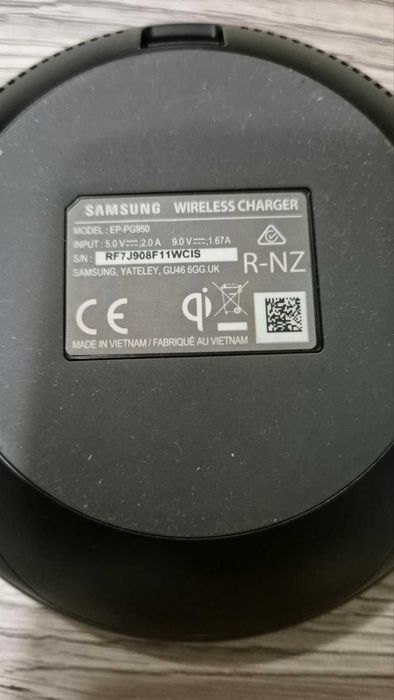 SAMSUNG WIRELESS CHARGER
MODEL: EP-PG950
INPUT : 5.0 V⎓, 2.0 A 9.0 V⎓, 1.67A
S/N : RF7J908F11WCIS
SAMSUNG, YATELEY, GU46 6GG.UK
R-NZ
CE qi
MADE IN VIETNAM / FABRIQUÉ AU VIETNAM